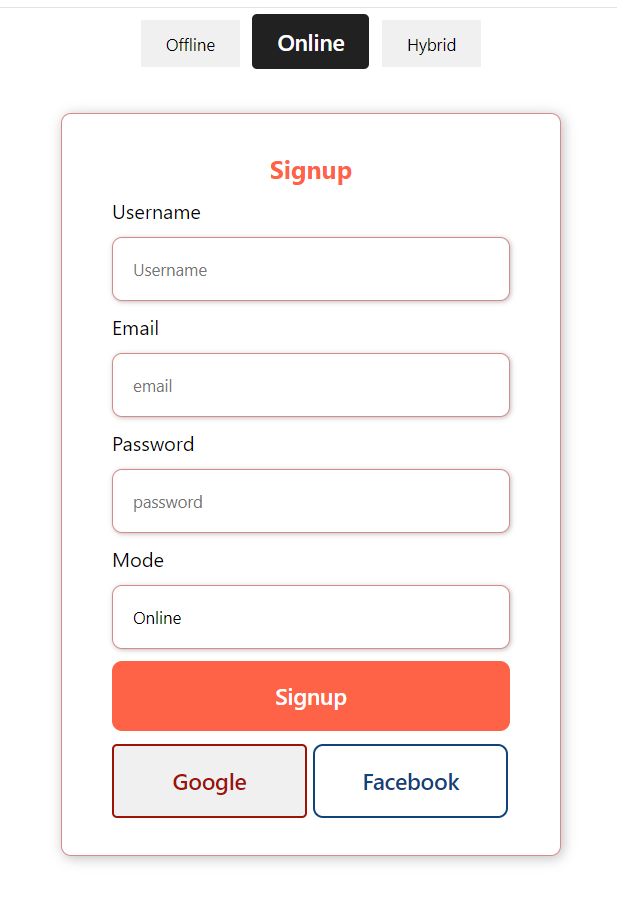 Offline Online Hybrid
Signup
Username
Username
Email
email
Password
password
Mode
Online
Signup
Google Facebook